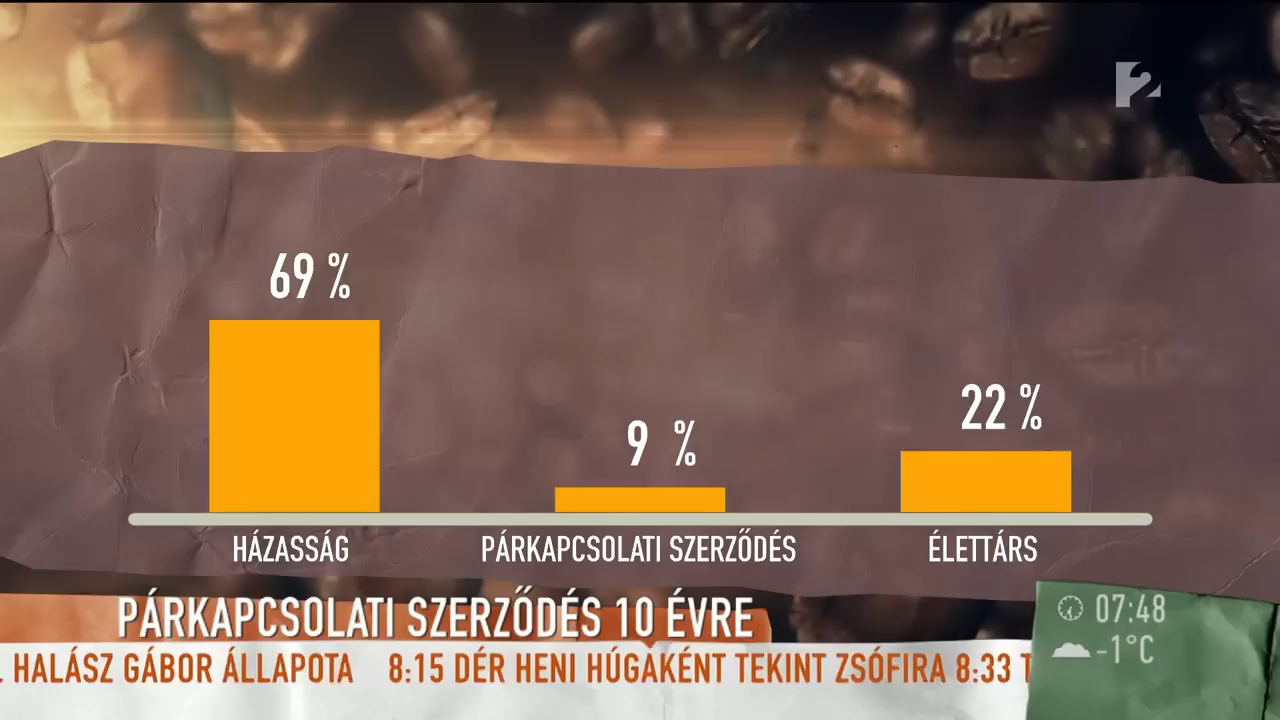 2
69 %
9 %
22 %
HÁZASSÁG
PÁRKAPCSOLATI SZERZŐDÉS
ÉLETTÁRS
PÁRKAPCSOLATI SZERZŐDÉS 10 ÉVRE
07:48
-1°C
. HALÁSZ GÁBOR ÁLLAPOTA 8:15 DÉR HENI HÚGAKÉNT TEKINT ZSÓFIRA 8:33 T